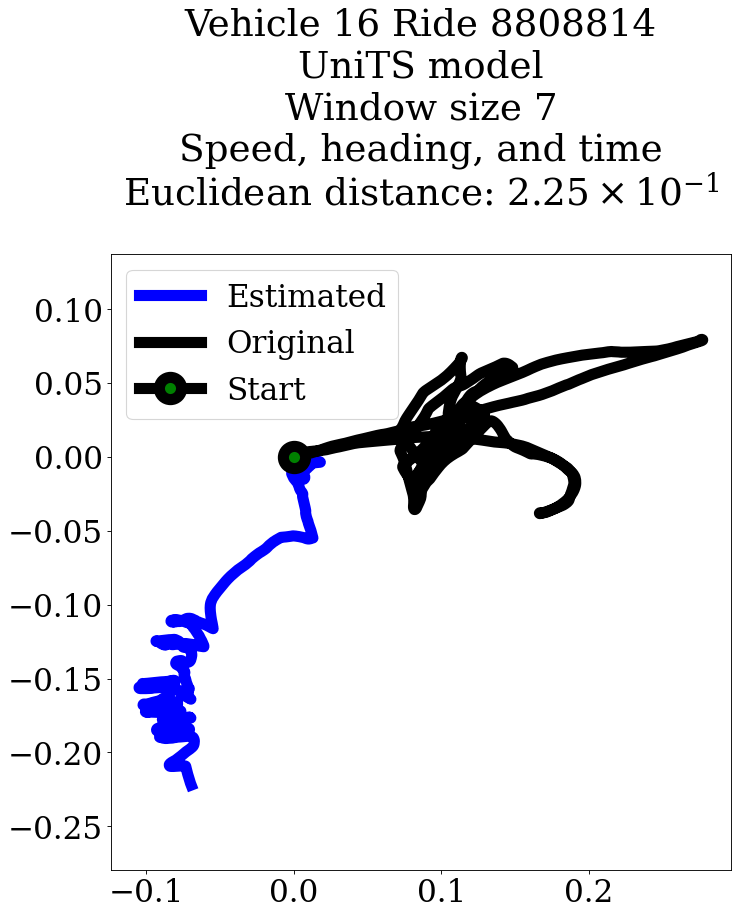 Vehicle 16 Ride 8808814
UniTS model
Window size 7
Speed, heading, and time
Euclidean distance: 2.25 × 10⁻¹
Estimated
Original
Start
0.10
0.05
0.00
−0.05
−0.10
−0.15
−0.20
−0.25
−0.1 0.0 0.1 0.2